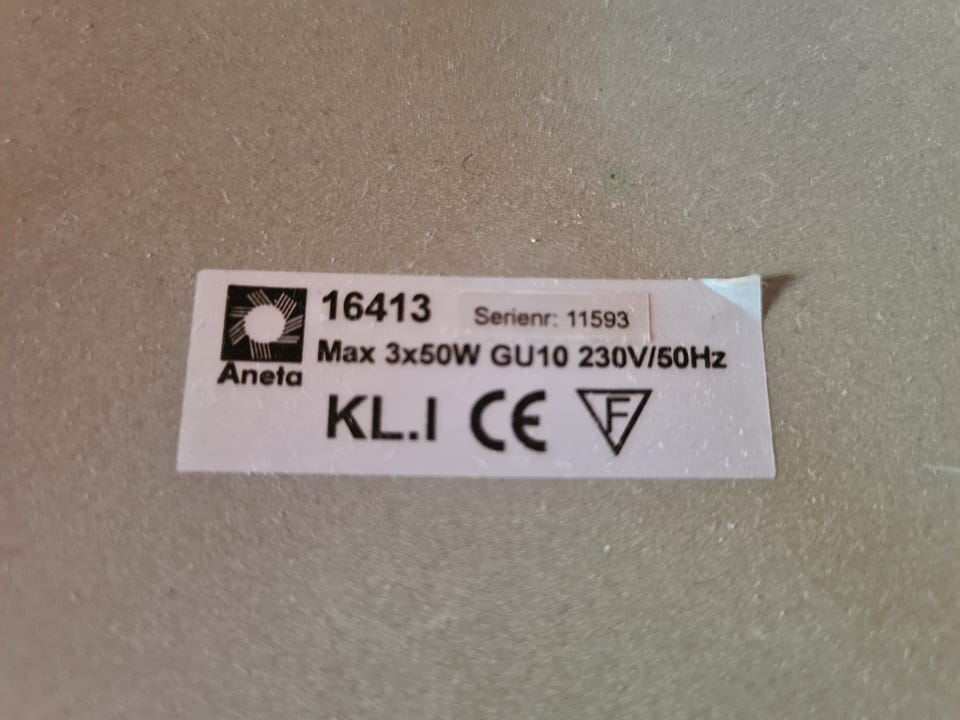 16413 Serienr: 11593
Max 3x50W GU10 230V/50Hz
Aneta
KL.I CE F